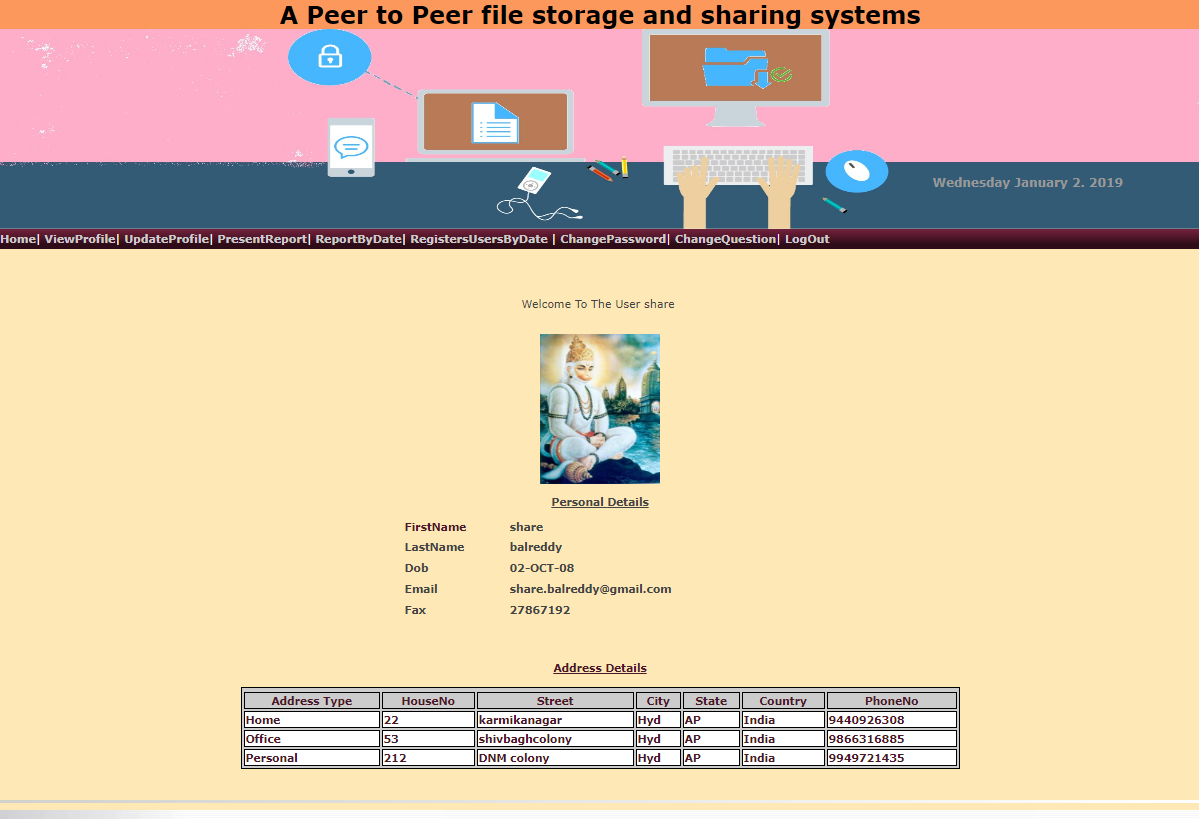 A Peer to Peer file storage and sharing systems
Wednesday January 2. 2019
Home| ViewProfile| UpdateProfile| PresentReport| ReportByDate| RegistersUsersByDate | ChangePassword| ChangeQuestion| LogOut
Welcome To The User share
Personal Details
FirstName share
LastName balreddy
Dob 02-OCT-08
Email share.balreddy@gmail.com
Fax 27867192
Address Details
Address Type HouseNo Street City State Country PhoneNo
Home 22 karmikanagar Hyd AP India 9440926308
Office 53 shivbaghcolony Hyd AP India 9866316885
Personal 212 DNM colony Hyd AP India 9949721435